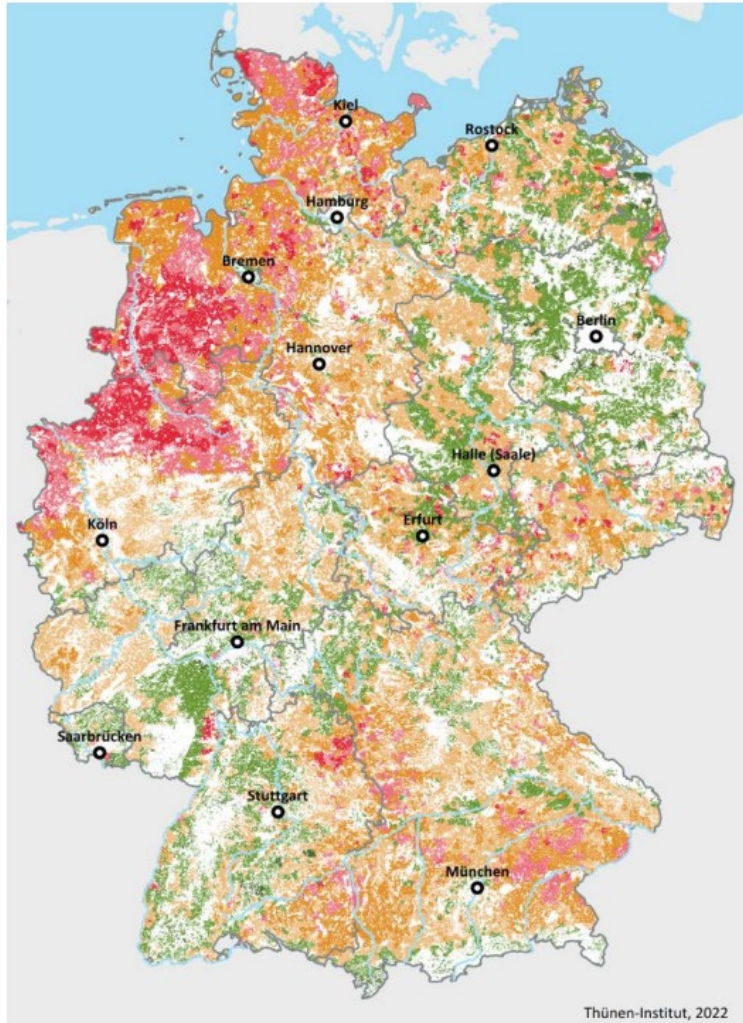 Kiel
Rostock
Hamburg
Bremen
Berlin
Hannover
Halle (Saale)
Köln
Erfurt
Frankfurt am Main
Saarbrücken
Stuttgart
München
Thünen-Institut, 2022